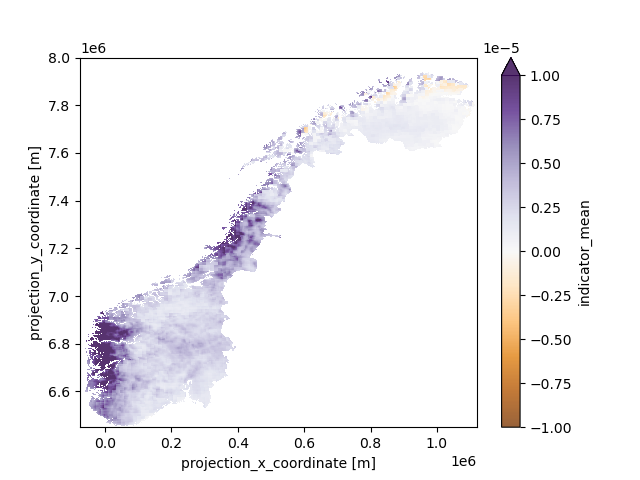 1e6
8.0
7.8
7.6
7.4
7.2
7.0
6.8
6.6
projection_y_coordinate [m]
0.0 0.2 0.4 0.6 0.8 1.0
1e6
projection_x_coordinate [m]
1e−5
1.00
0.75
0.50
0.25
0.00
−0.25
−0.50
−0.75
−1.00
indicator_mean